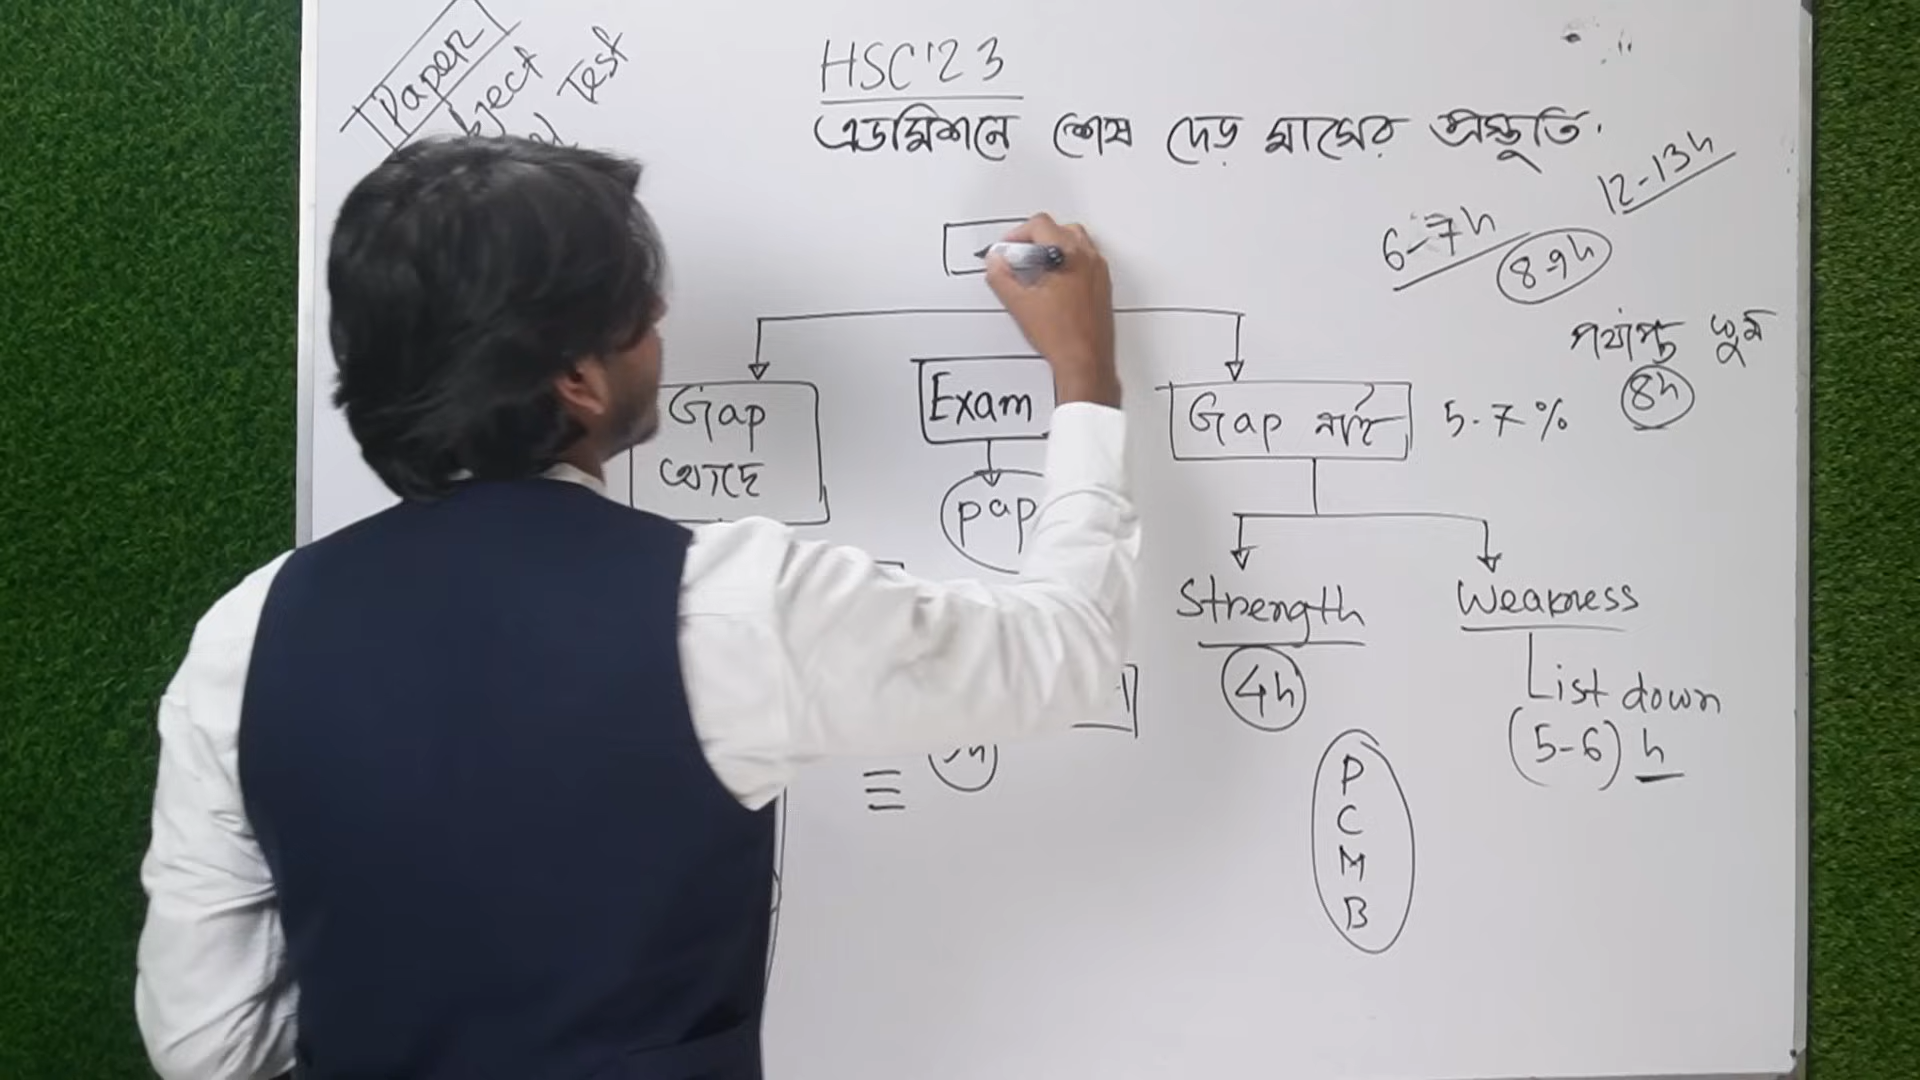 Paper
Test
HSC'23
এডমিশনে শেষ দেড় মাসের প্রস্তুতি.
12-13h
6-7h
8-9h
পর্যাপ্ত ঘুম
8h
Gap
আছে
Exam
pap
Gap নাই
5-7%
Strength
4h
Weakness
List down
(5-6) h
P
C
M
B